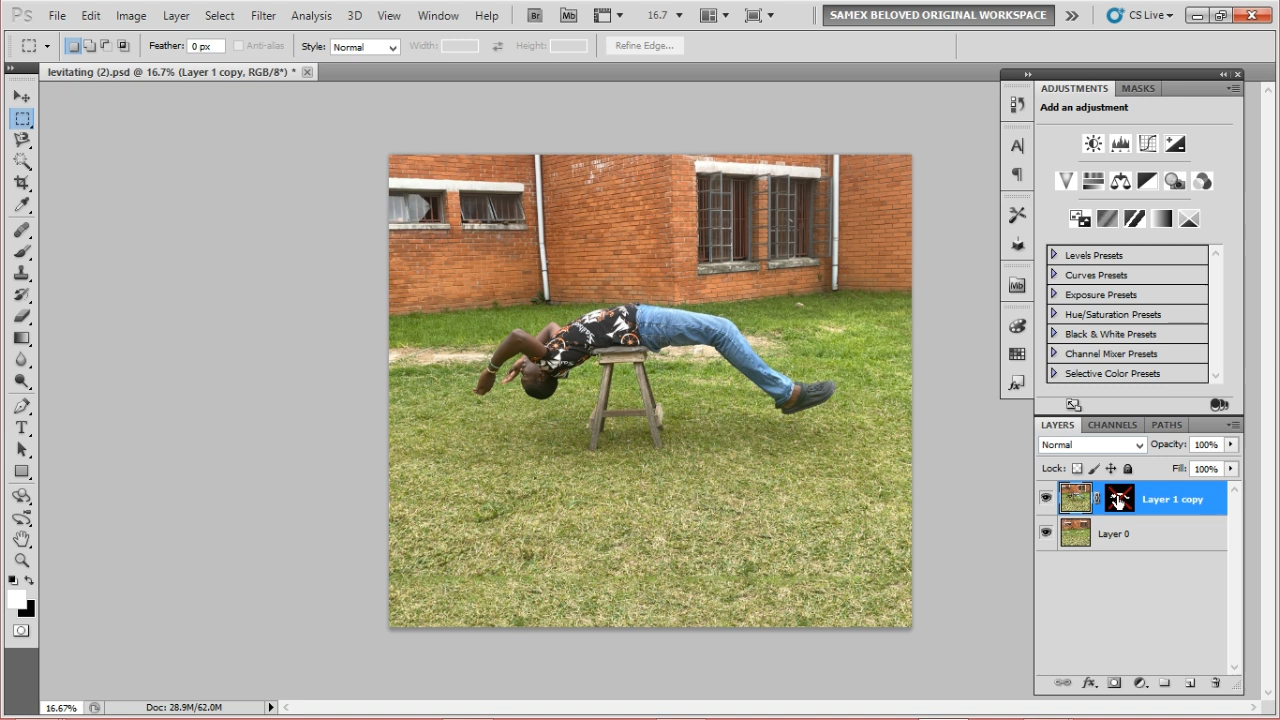 Ps File Edit Image Layer Select Filter Analysis 3D View Window Help Br Mb 16.7 SAMEX BELOVED ORIGINAL WORKSPACE CS Live
Feather: 0 px Anti-alias Style: Normal Width: Height: Refine Edge...
levitating (2).psd @ 16.7% (Layer 1 copy, RGB/8*) *
ADJUSTMENTS MASKS
Add an adjustment
Levels Presets
Curves Presets
Exposure Presets
Hue/Saturation Presets
Black & White Presets
Channel Mixer Presets
Selective Color Presets
Mb
LAYERS CHANNELS PATHS
Normal Opacity: 100%
Lock: Fill: 100%
Layer 1 copy
Layer 0
16.67% Doc: 28.9M/62.0M